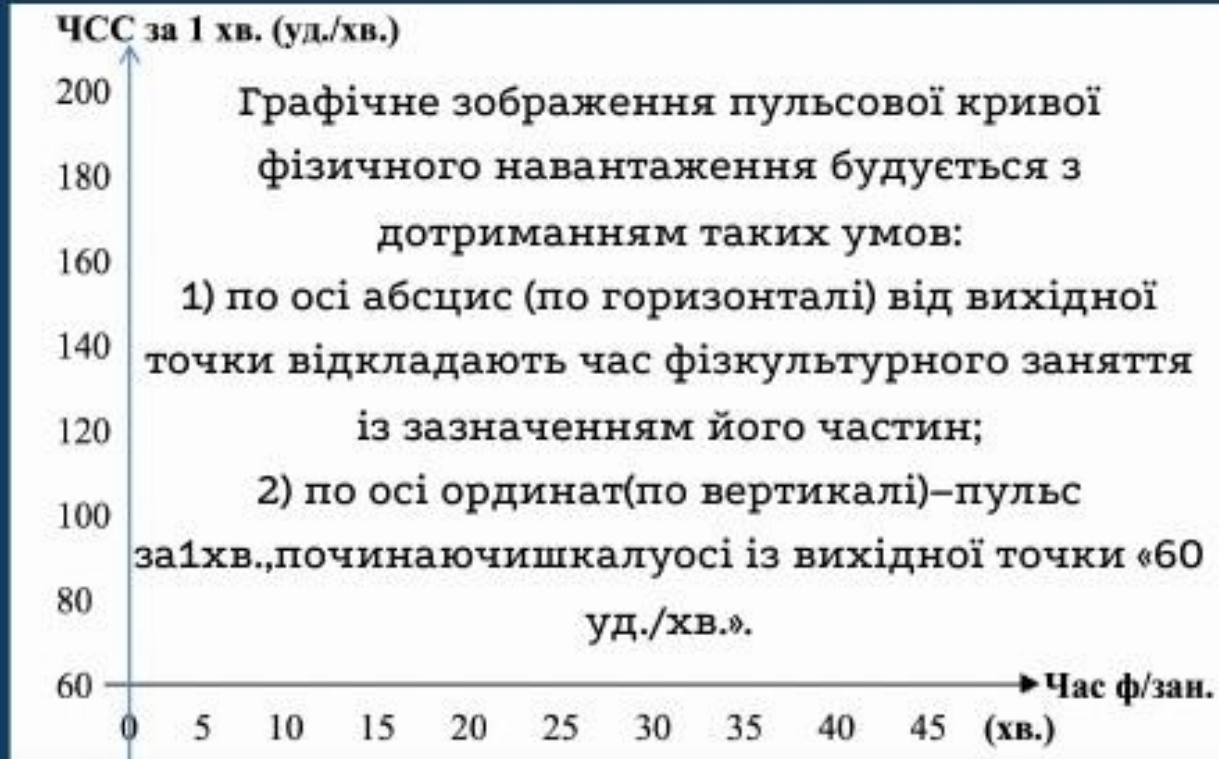 ЧСС за 1 хв. (уд./хв.)
200
Графічне зображення пульсової кривої
180
фізичного навантаження будується з
дотриманням таких умов:
160
1) по осі абсцис (по горизонталі) від вихідної
140
точки відкладають час фізкультурного заняття
120
із зазначенням його частин;
100
2) по осі ординат(по вертикалі)–пульс
за1хв.,починаючишкалуосі із вихідної точки «60
80
уд./хв.».
60
Час ф/зан.
0 5 10 15 20 25 30 35 40 45 (хв.)